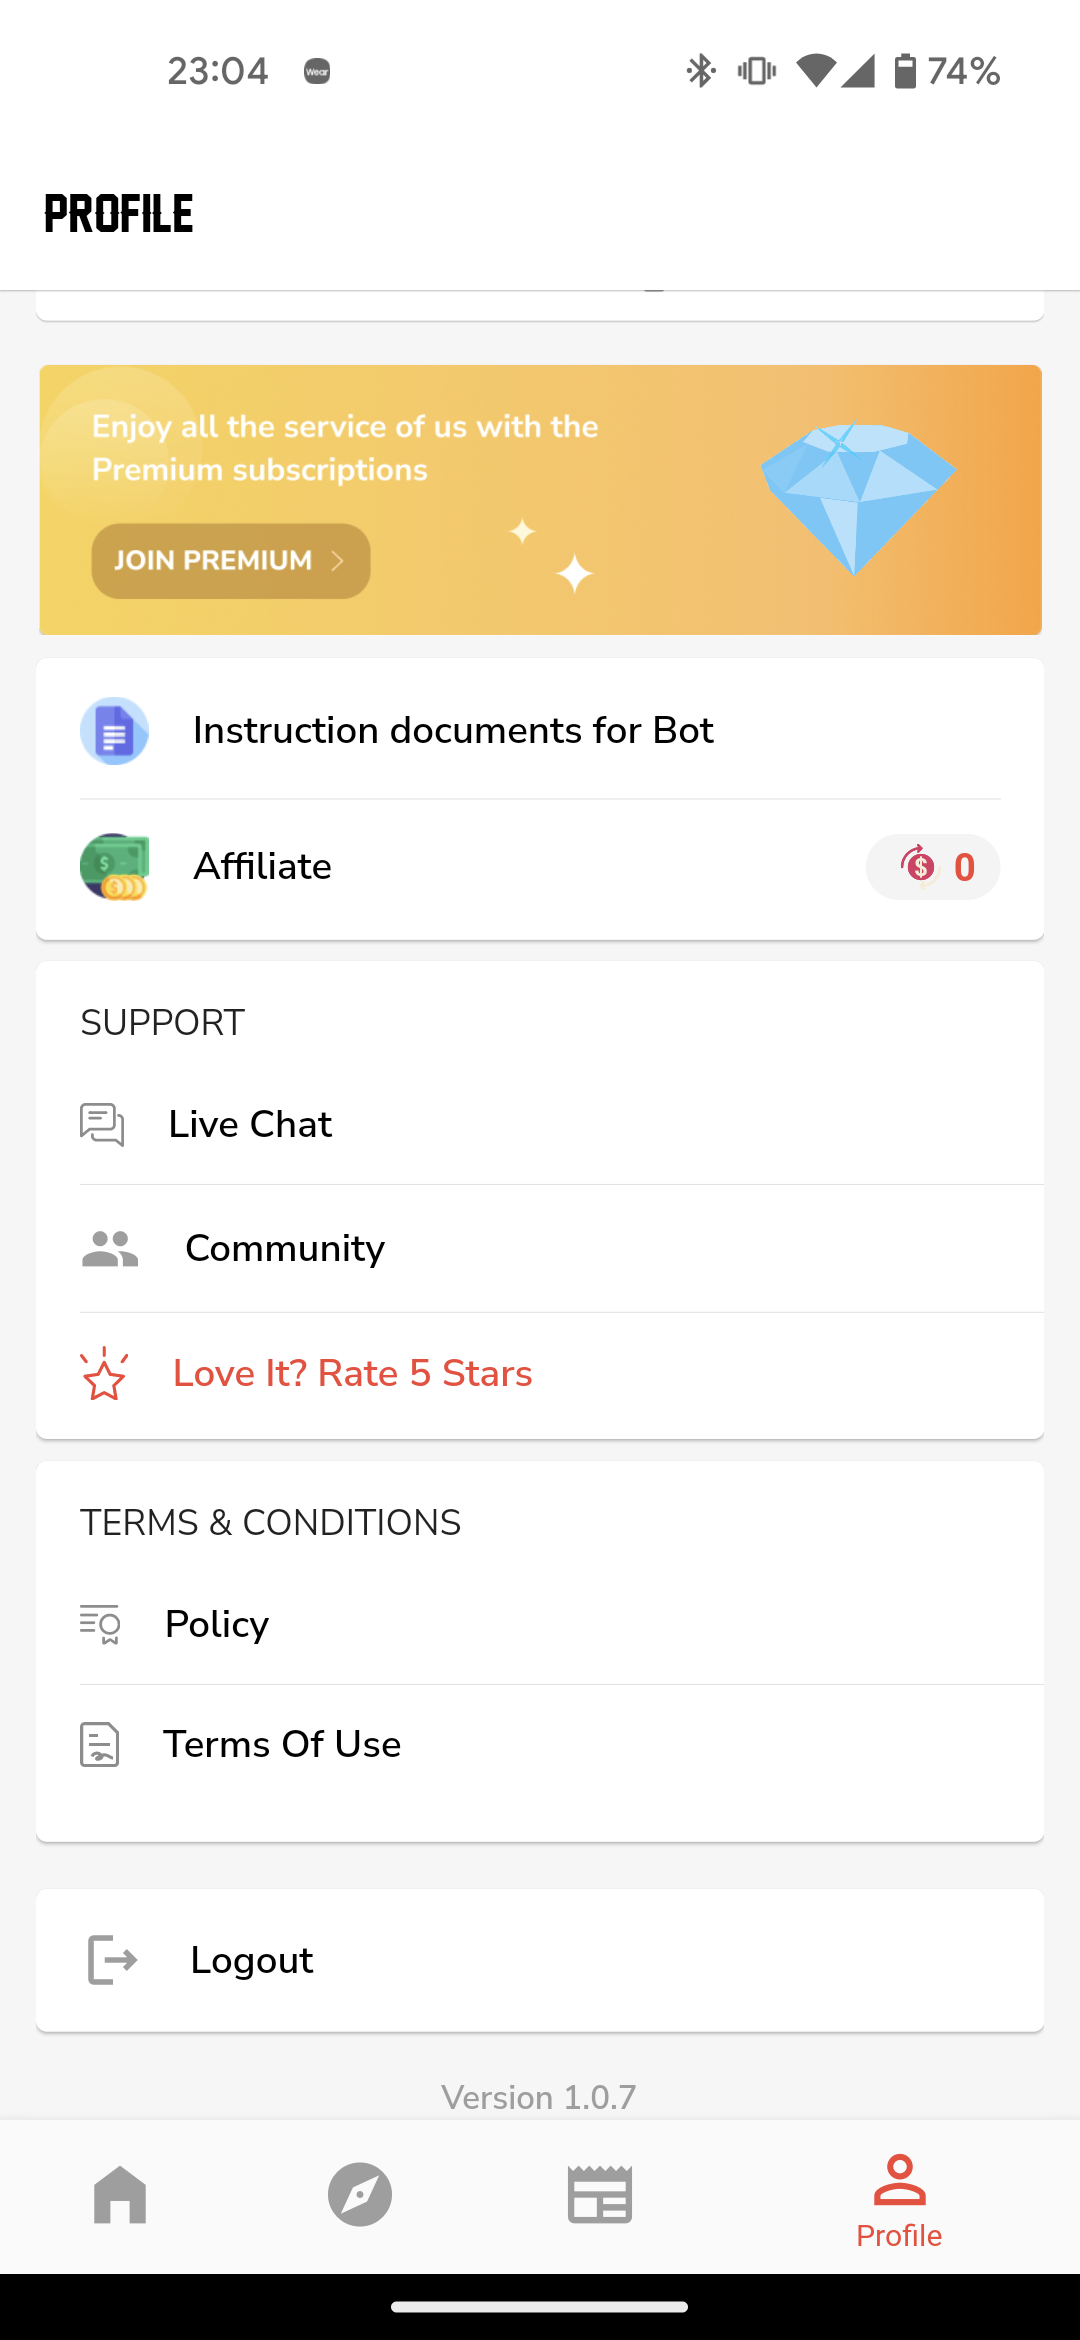 23:04
Wear
74%
PROFILE
Enjoy all the service of us with the
Premium subscriptions
JOIN PREMIUM
Instruction documents for Bot
Affiliate
0
SUPPORT
Live Chat
Community
Love It? Rate 5 Stars
TERMS & CONDITIONS
Policy
Terms Of Use
Logout
Version 1.0.7
Profile